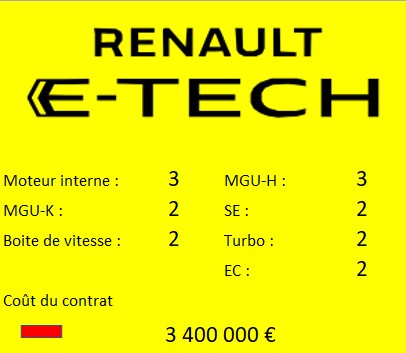 RENAULT
E-TECH
Moteur interne : 3 MGU-H : 3
MGU-K : 2 SE : 2
Boite de vitesse : 2 Turbo : 2
EC : 2
Coût du contrat
3 400 000 €